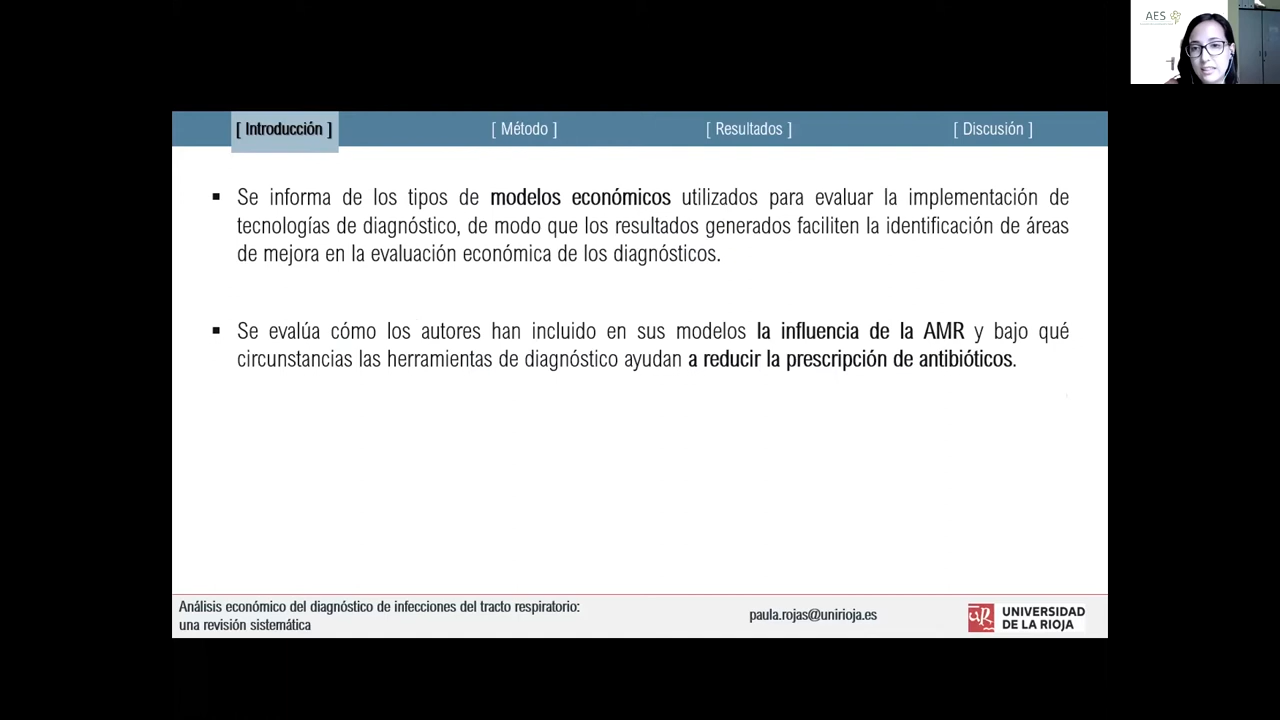 AES
[ Introducción ]
[ Método ]
[ Resultados ]
[ Discusión ]
▪ Se informa de los tipos de modelos económicos utilizados para evaluar la implementación de
tecnologías de diagnóstico, de modo que los resultados generados faciliten la identificación de áreas
de mejora en la evaluación económica de los diagnósticos.
▪ Se evalúa cómo los autores han incluido en sus modelos la influencia de la AMR y bajo qué
circunstancias las herramientas de diagnóstico ayudan a reducir la prescripción de antibióticos.
Análisis económico del diagnóstico de infecciones del tracto respiratorio:
una revisión sistemática
paula.rojas@unirioja.es
UR
UNIVERSIDAD
DE LA RIOJA